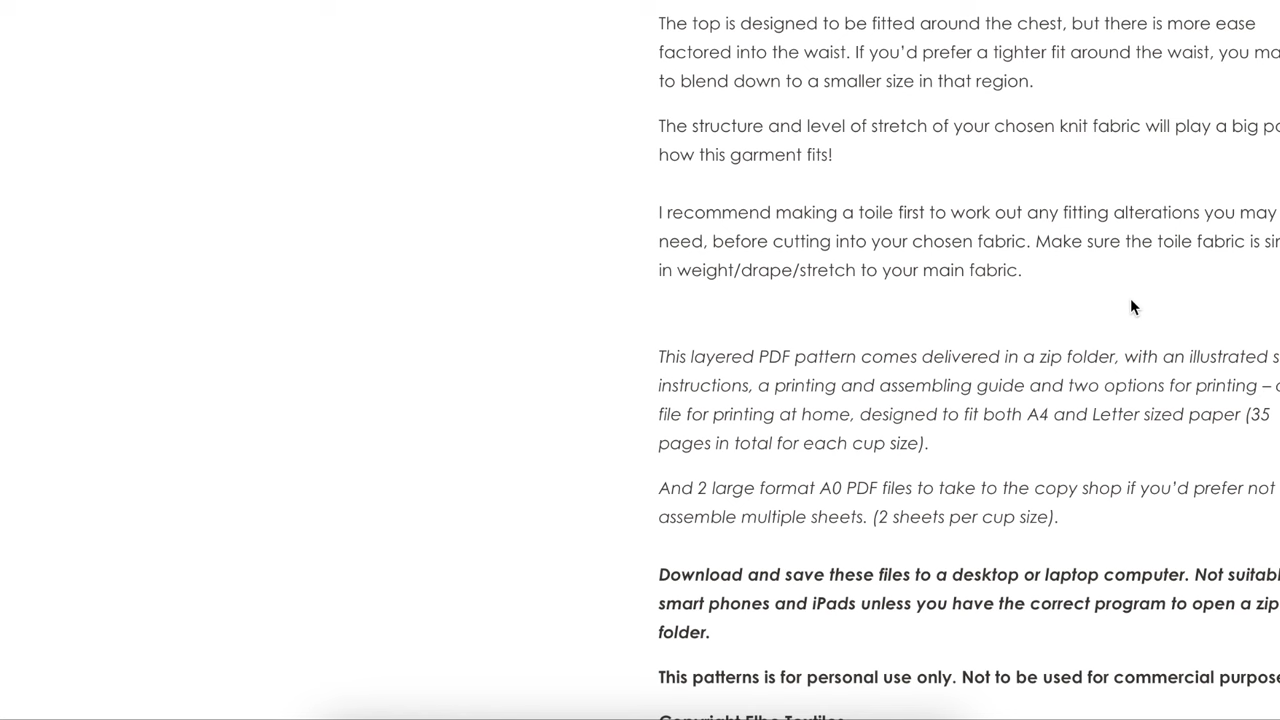 The top is designed to be fitted around the chest, but there is more ease
factored into the waist. If you'd prefer a tighter fit around the waist, you
to blend down to a smaller size in that region.
The structure and level of stretch of your chosen knit fabric will play a big
how this garment fits!
I recommend making a toile first to work out any fitting alterations you may
need, before cutting into your chosen fabric. Make sure the toile fabric is
in weight/drape/stretch to your main fabric.
This layered PDF pattern comes delivered in a zip folder, with an illustrated
instructions, a printing and assembling guide and two options for printing –
file for printing at home, designed to fit both A4 and Letter sized paper (35
pages in total for each cup size).
And 2 large format A0 PDF files to take to the copy shop if you'd prefer not
assemble multiple sheets. (2 sheets per cup size).
Download and save these files to a desktop or laptop computer. Not
smart phones and iPads unless you have the correct program to open a zip
folder.
This patterns is for personal use only. Not to be used for commercial